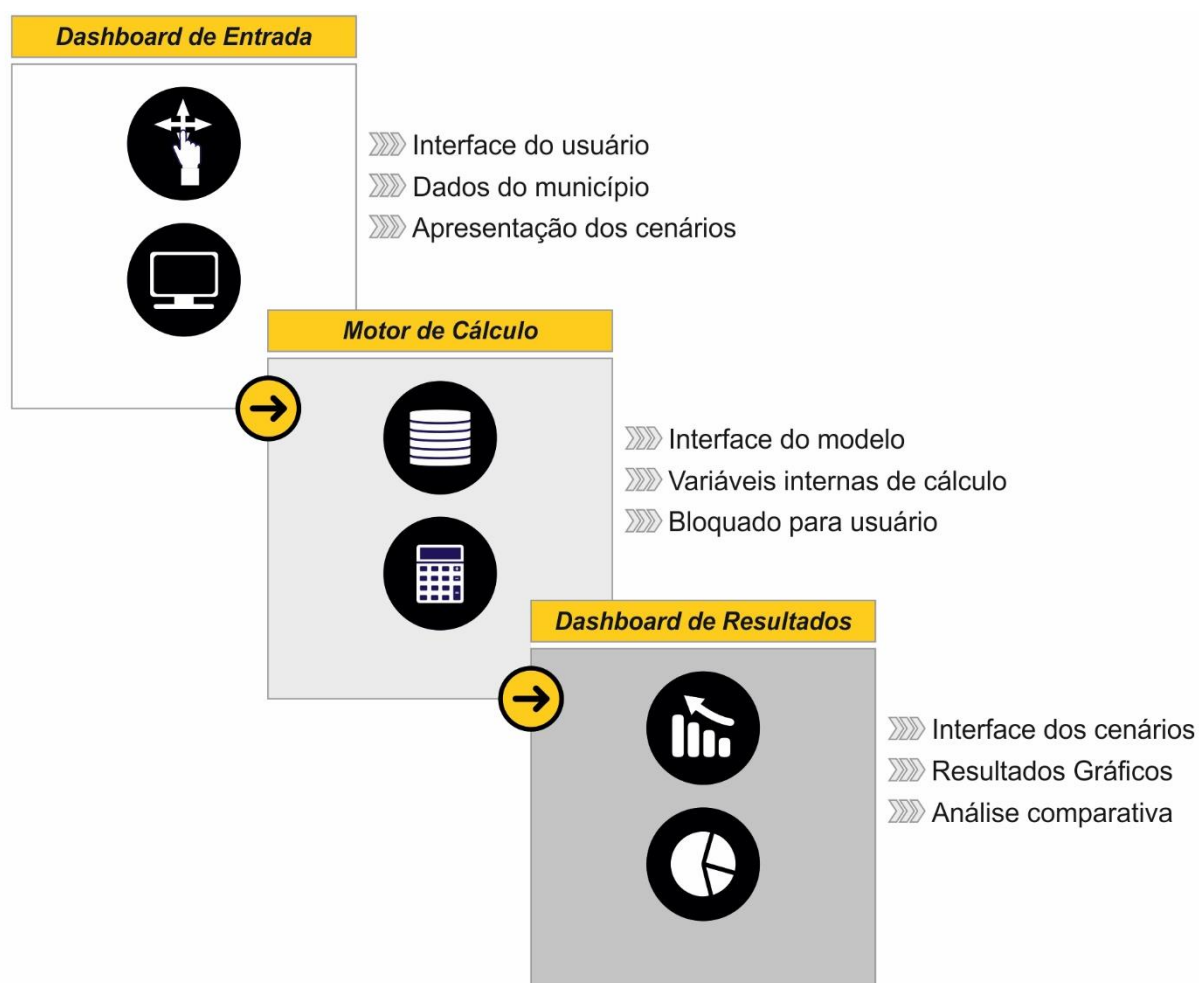 Dashboard de Entrada
Interface do usuário
Dados do município
Apresentação dos cenários
Motor de Cálculo
Interface do modelo
Variáveis internas de cálculo
Bloquado para usuário
Dashboard de Resultados
Interface dos cenários
Resultados Gráficos
Análise comparativa